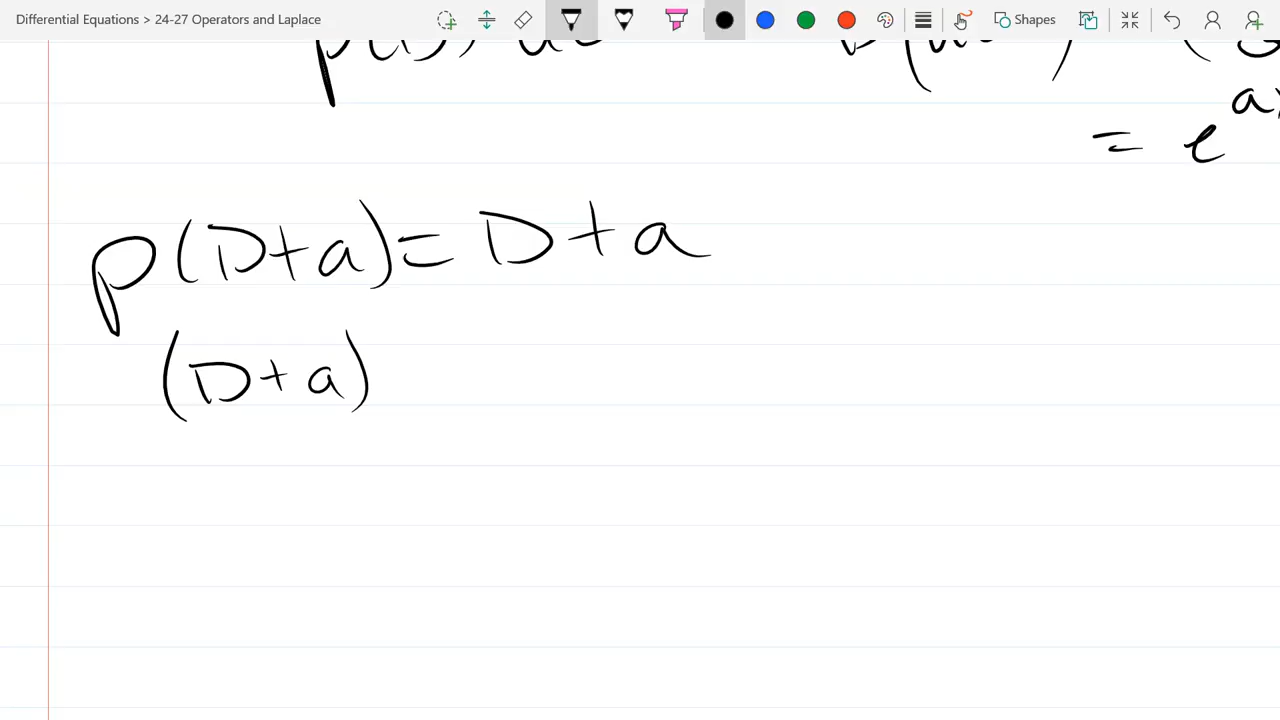 Differential Equations > 24-27 Operators and Laplace
Shapes
a
= e
p(D+a)= D+a
(D+a)